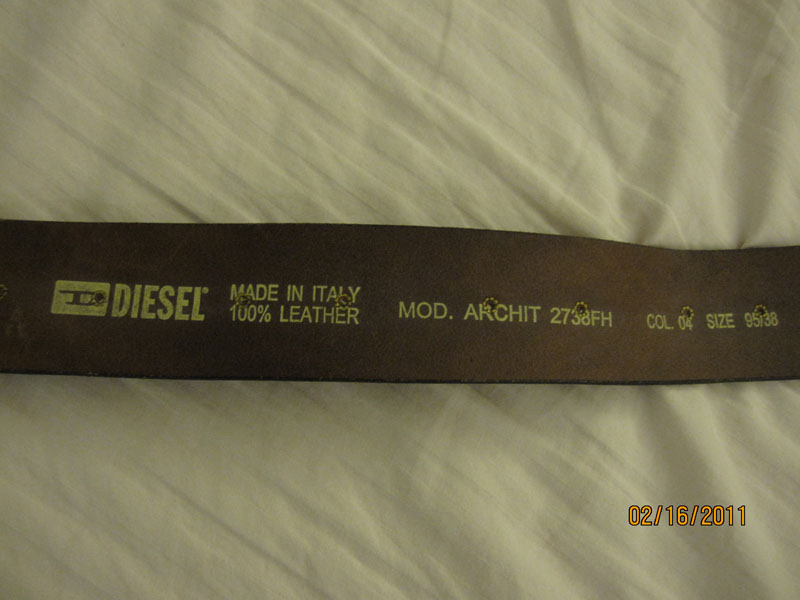 DIESEL
MADE IN ITALY
100% LEATHER
MOD. ARCHIT 2738FH
COL. 04 SIZE 95/38
02/16/2011